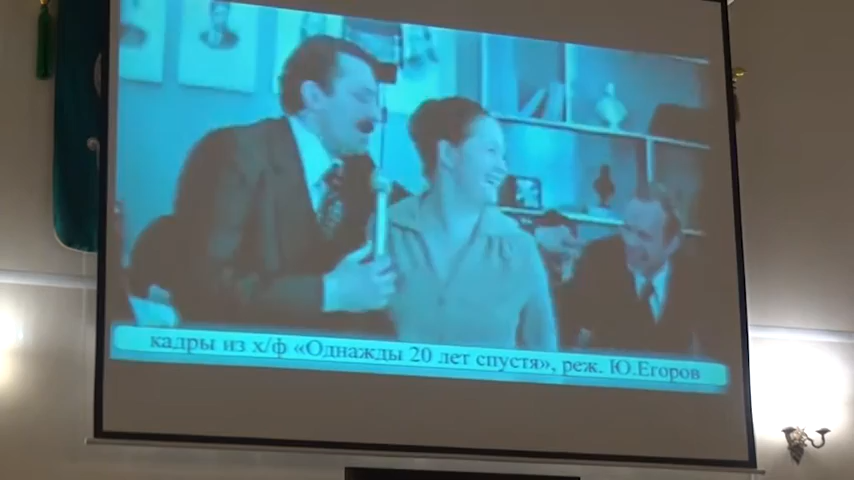 кадры из х/ф «Однажды 20 лет спустя», реж. Ю.Егоров